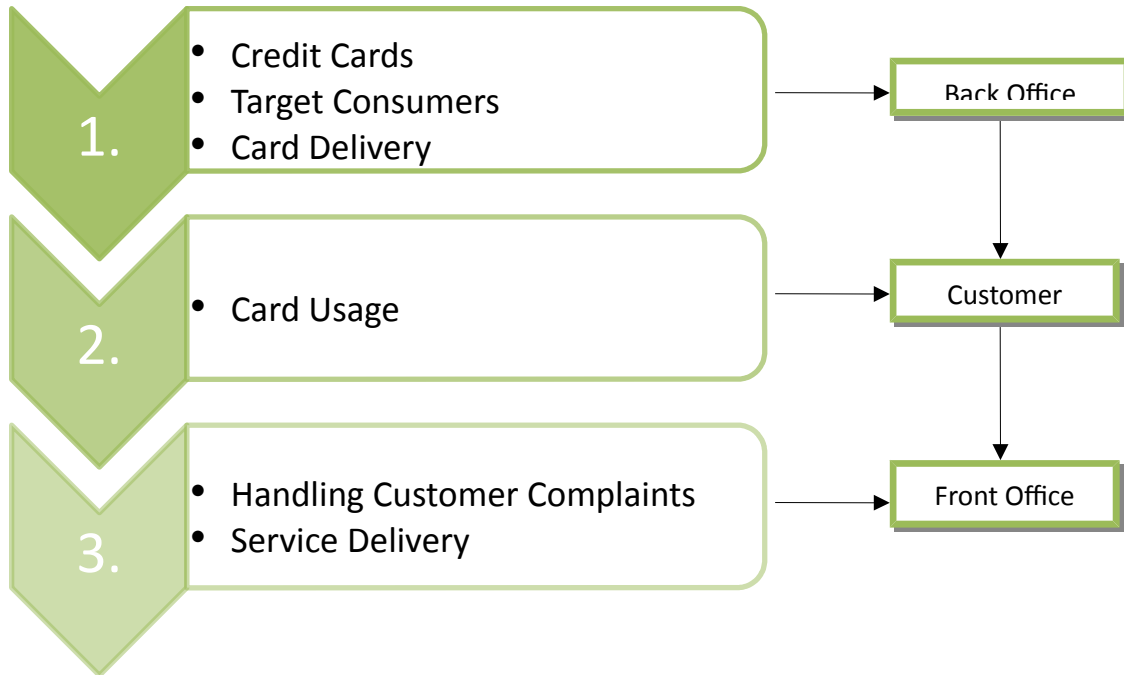 1.
• Credit Cards
• Target Consumers
• Card Delivery
Back Office
2.
• Card Usage
Customer
3.
• Handling Customer Complaints
• Service Delivery
Front Office